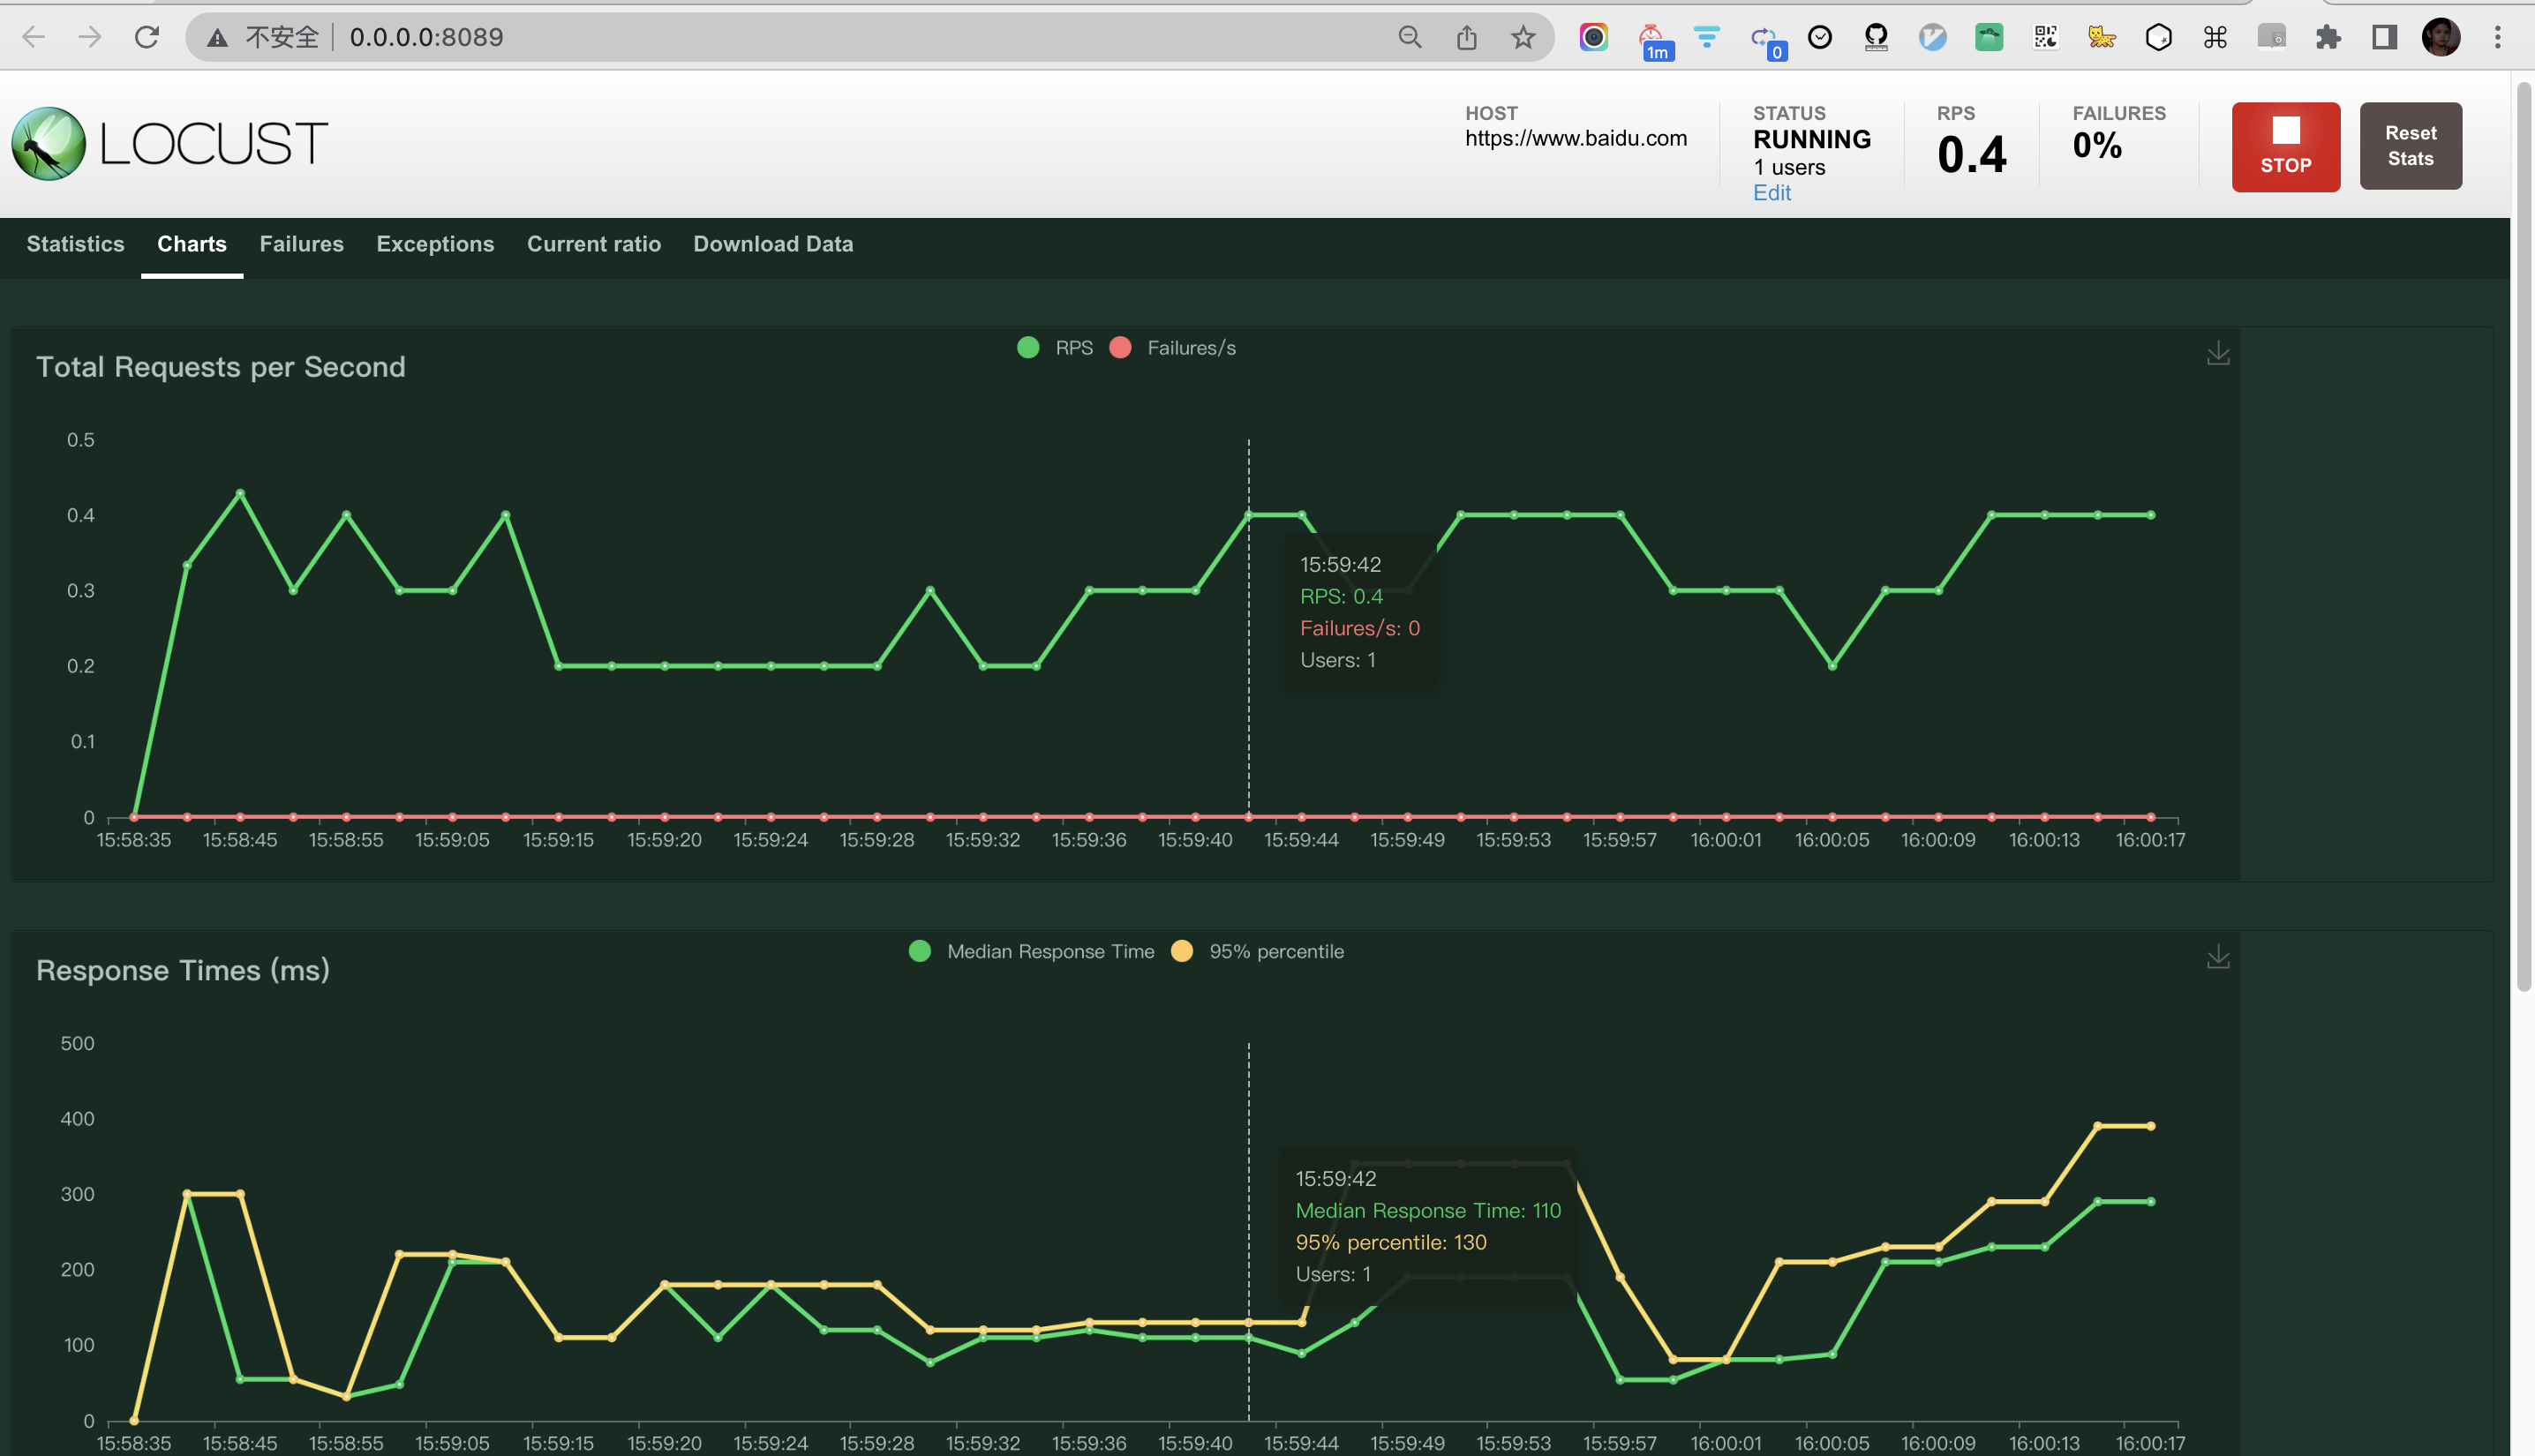 不安全 0.0.0.0:8089
1m
0
LOCUST
HOST
https://www.baidu.com
STATUS
RUNNING
1 users
Edit
RPS
0.4
FAILURES
0%
STOP
Reset
Stats
Statistics Charts Failures Exceptions Current ratio Download Data
Total Requests per Second
RPS Failures/s
0.5
0.4
0.3
0.2
0.1
0
15:59:42
RPS: 0.4
Failures/s: 0
Users: 1
15:58:35 15:58:45 15:58:55 15:59:05 15:59:15 15:59:20 15:59:24 15:59:28 15:59:32 15:59:36 15:59:40 15:59:44 15:59:49 15:59:53 15:59:57 16:00:01 16:00:05 16:00:09 16:00:13 16:00:17
Response Times (ms)
Median Response Time 95% percentile
500
400
300
200
100
0
15:59:42
Median Response Time: 110
95% percentile: 130
Users: 1
15:58:35 15:58:45 15:58:55 15:59:05 15:59:15 15:59:20 15:59:24 15:59:28 15:59:32 15:59:36 15:59:40 15:59:44 15:59:49 15:59:53 15:59:57 16:00:01 16:00:05 16:00:09 16:00:13 16:00:17